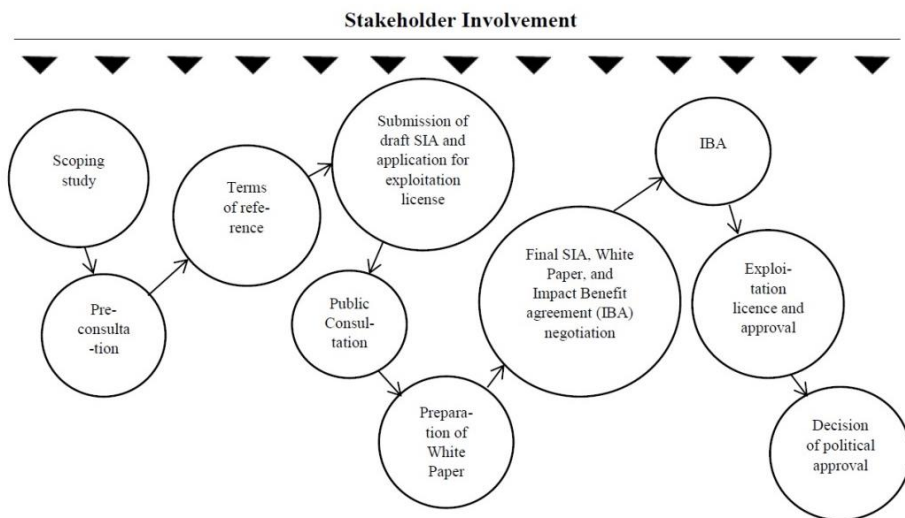 Stakeholder Involvement
Scoping
study
Pre-
consulta
-tion
Terms
of refe-
rence
Submission of
draft SIA and
application for
exploitation
license
Public
Consul-
tation
Prepara-
tion of
White
Paper
Final SIA, White
Paper, and
Impact Benefit
agreement (IBA)
negotiation
IBA
Exploi-
tation
licence and
approval
Decision
of political
approval